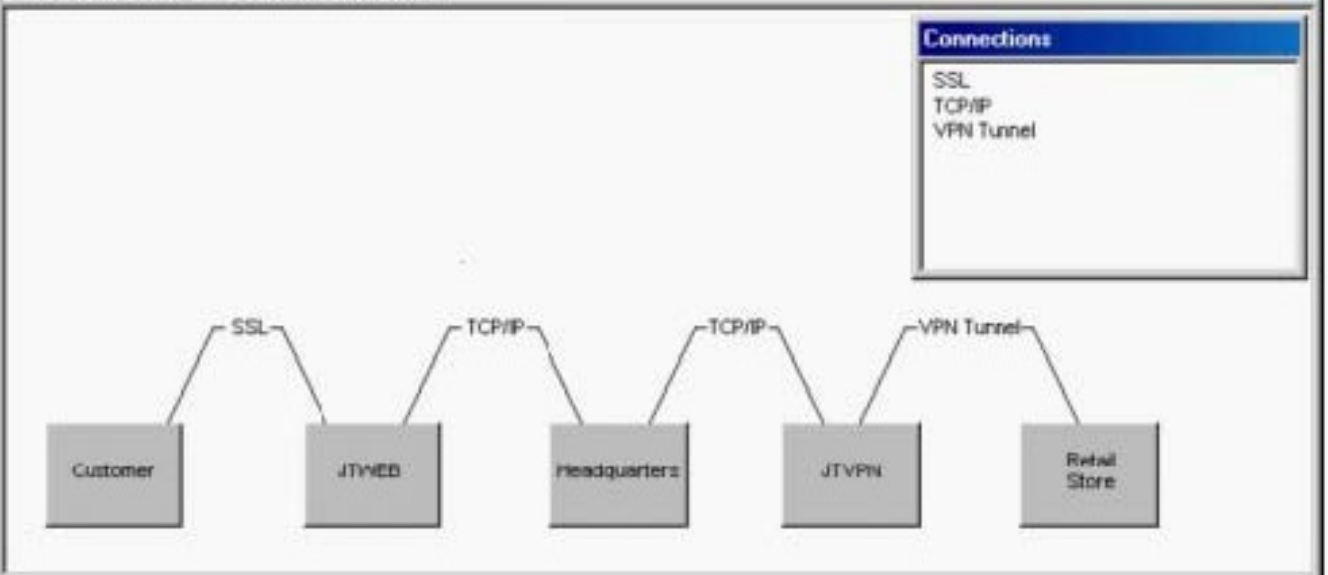 Connections
SSL
TCP/IP
VPN Tunnel
SSL
TCP/IP
TCP/IP
VPN Tunnel
Customer
JTWEB
Headquarters
JTVPN
Retail
Store